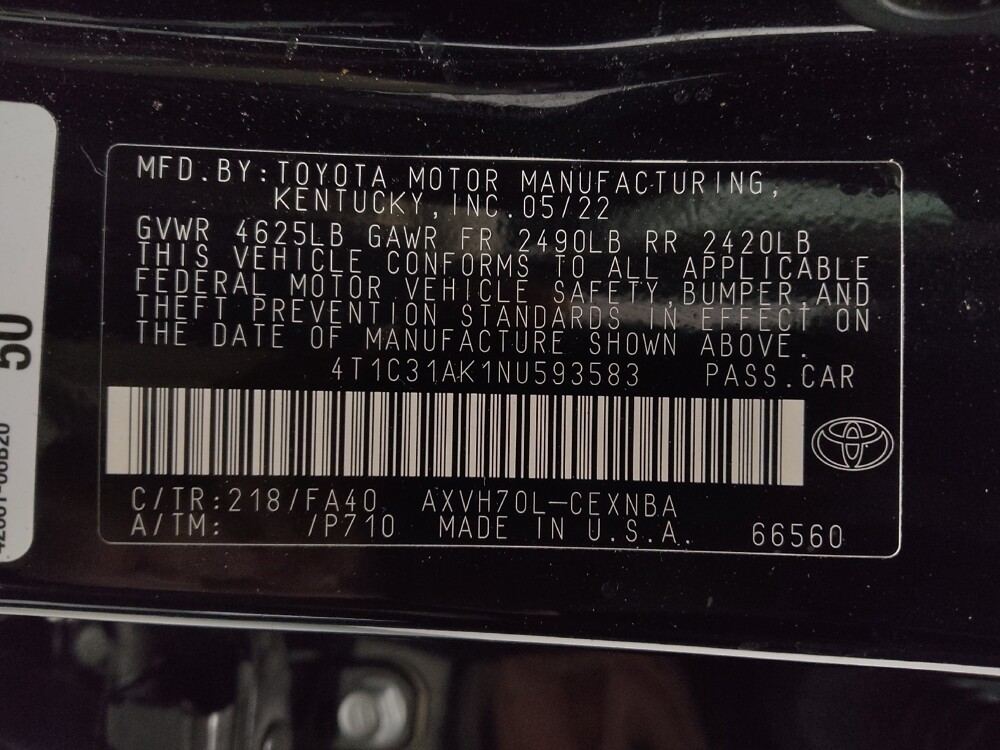 MFD.BY:TOYOTA MOTOR MANUFACTURING,
KENTUCKY,INC.05/22
GVWR 4625LB GAWR FR 2490LB RR 2420LB
THIS VEHICLE CONFORMS TO ALL APPLICABLE
FEDERAL MOTOR VEHICLE SAFETY,BUMPER,AND
THEFT PREVENTION STANDARDS IN EFFECT ON
THE DATE OF MANUFACTURE SHOWN ABOVE.
4T1C31AK1NU593583 PASS.CAR
C/TR:218/FA40 AXVH70L-CEXNBA
A/TM: /P710 MADE IN U.S.A. 66560
50